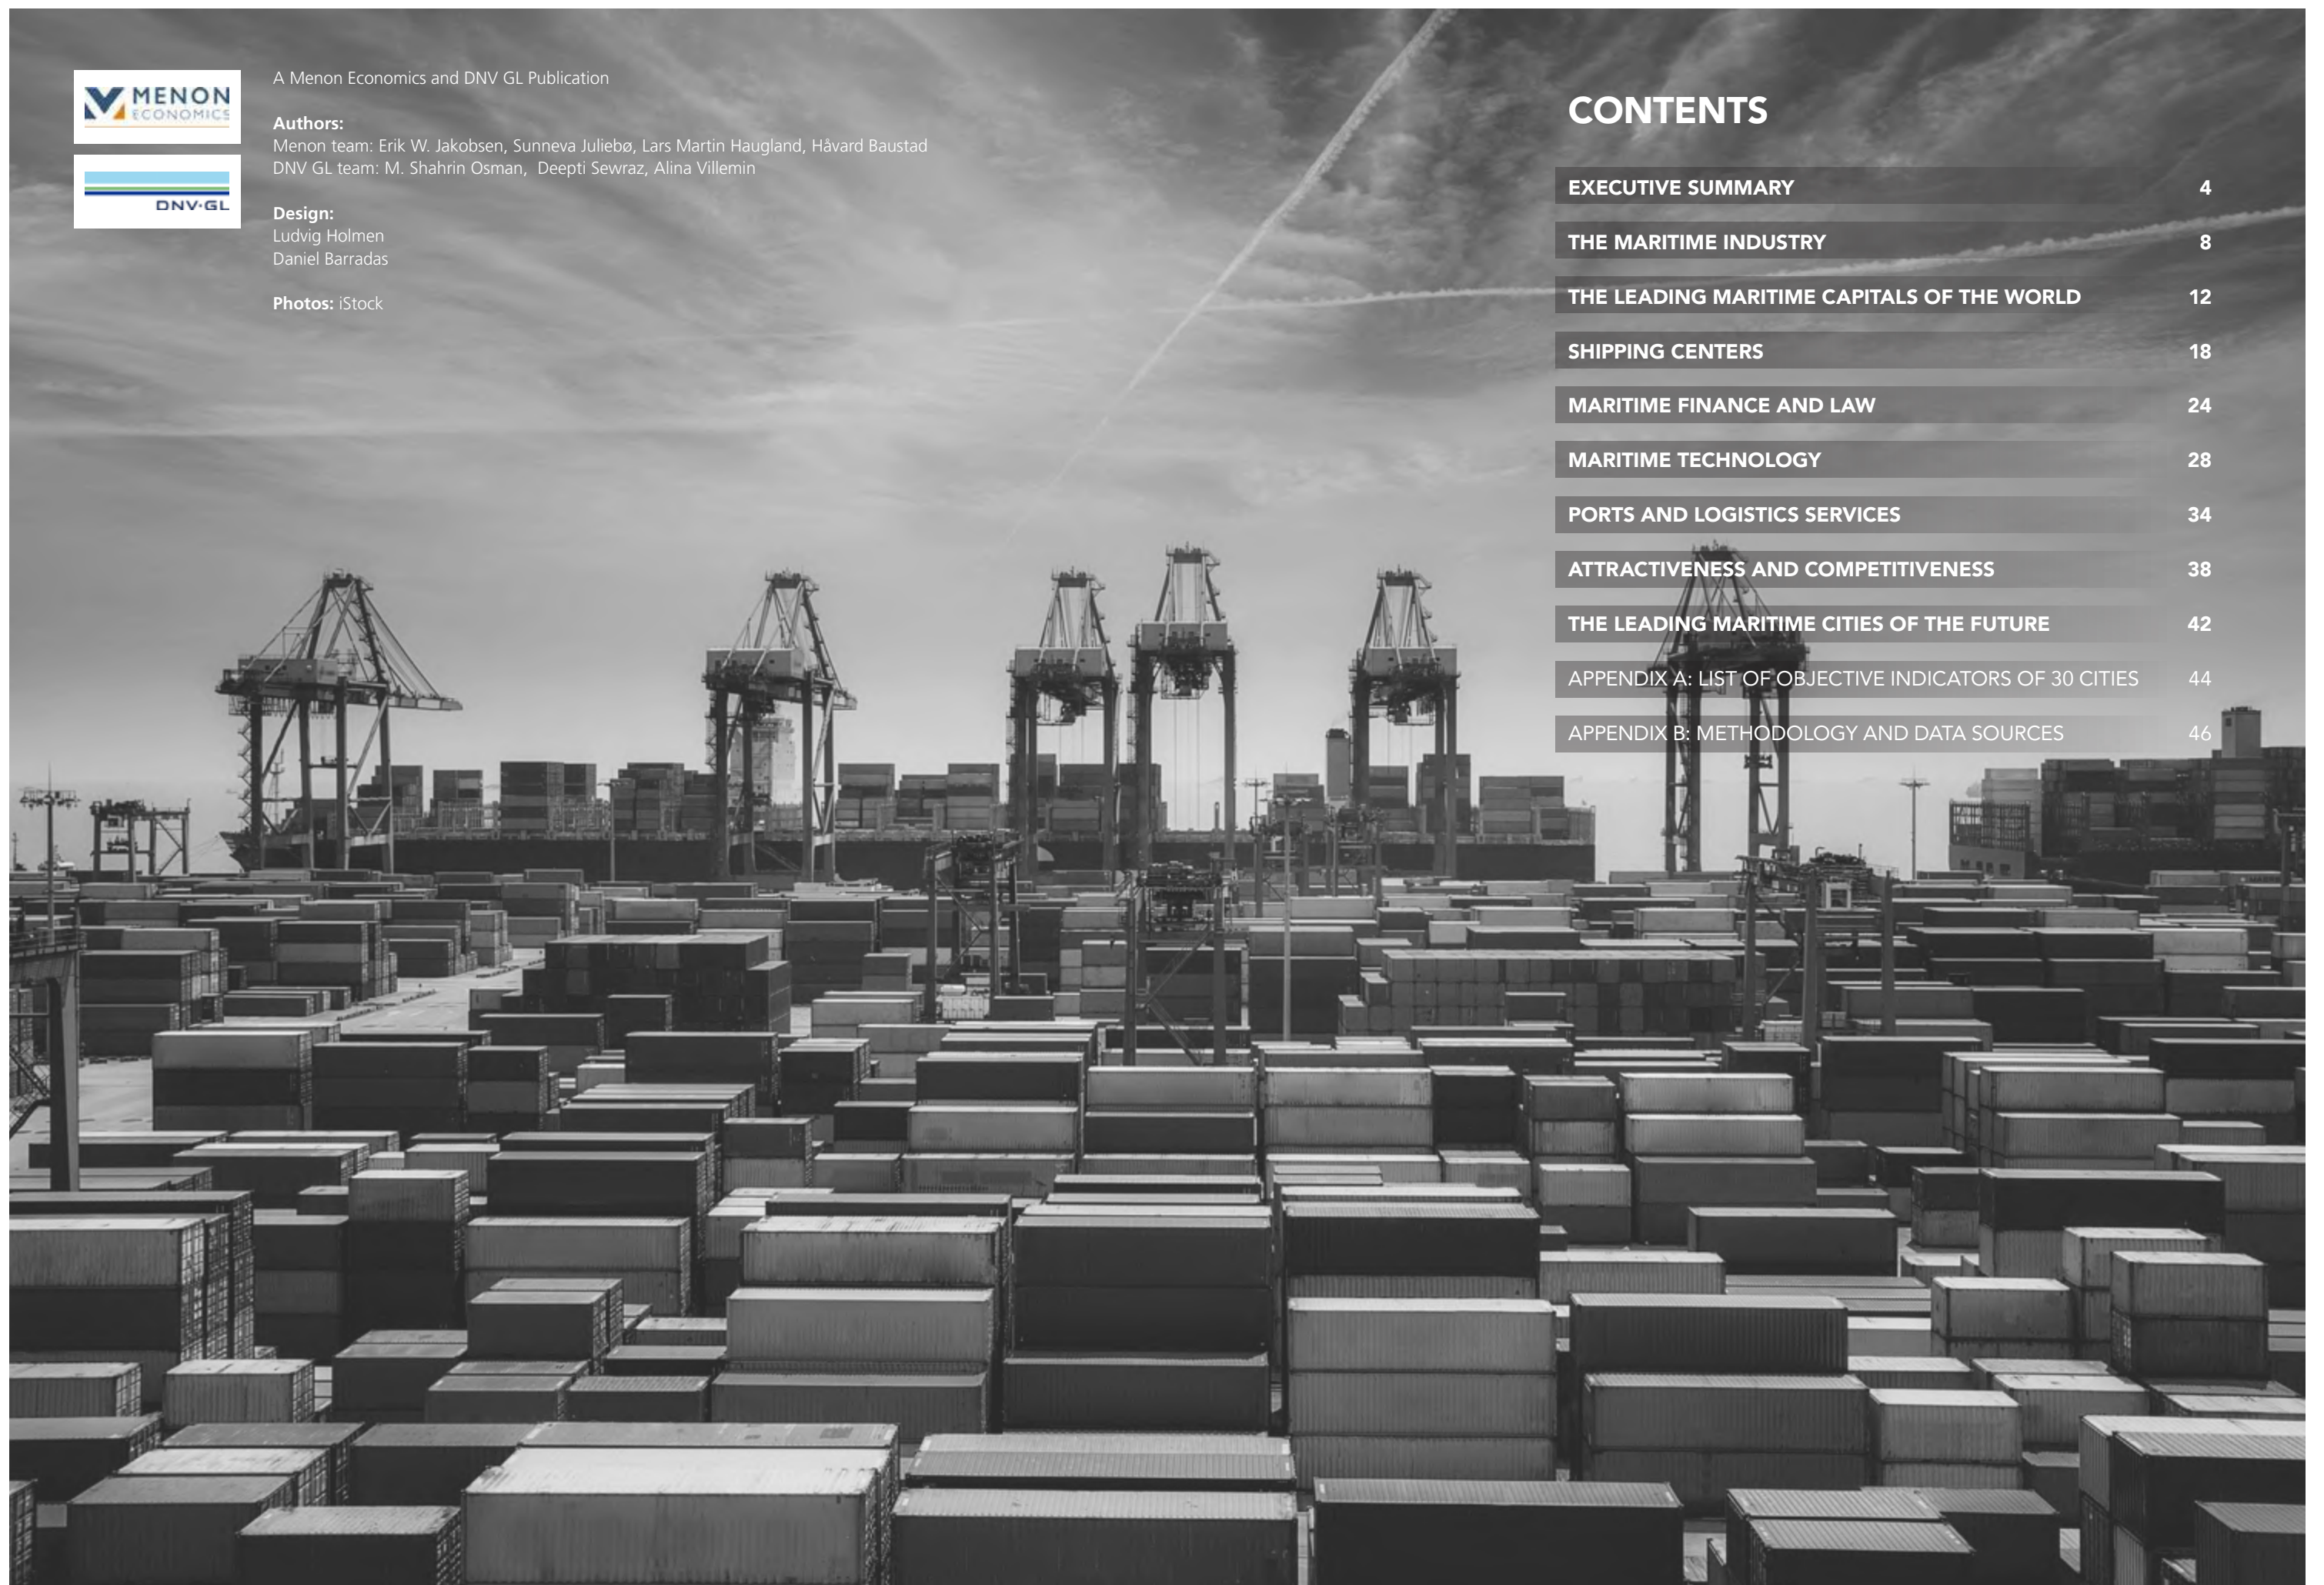 MENON
ECONOMICS
DNV·GL
A Menon Economics and DNV GL Publication
Authors:
Menon team: Erik W. Jakobsen, Sunneva Juliebø, Lars Martin Haugland, Håvard Baustad
DNV GL team: M. Shahrin Osman, Deepti Sewraz, Alina Villemin
Design:
Ludvig Holmen
Daniel Barradas
Photos: iStock
CONTENTS
EXECUTIVE SUMMARY 4
THE MARITIME INDUSTRY 8
THE LEADING MARITIME CAPITALS OF THE WORLD 12
SHIPPING CENTERS 18
MARITIME FINANCE AND LAW 24
MARITIME TECHNOLOGY 28
PORTS AND LOGISTICS SERVICES 34
ATTRACTIVENESS AND COMPETITIVENESS 38
THE LEADING MARITIME CITIES OF THE FUTURE 42
APPENDIX A: LIST OF OBJECTIVE INDICATORS OF 30 CITIES 44
APPENDIX B: METHODOLOGY AND DATA SOURCES 46